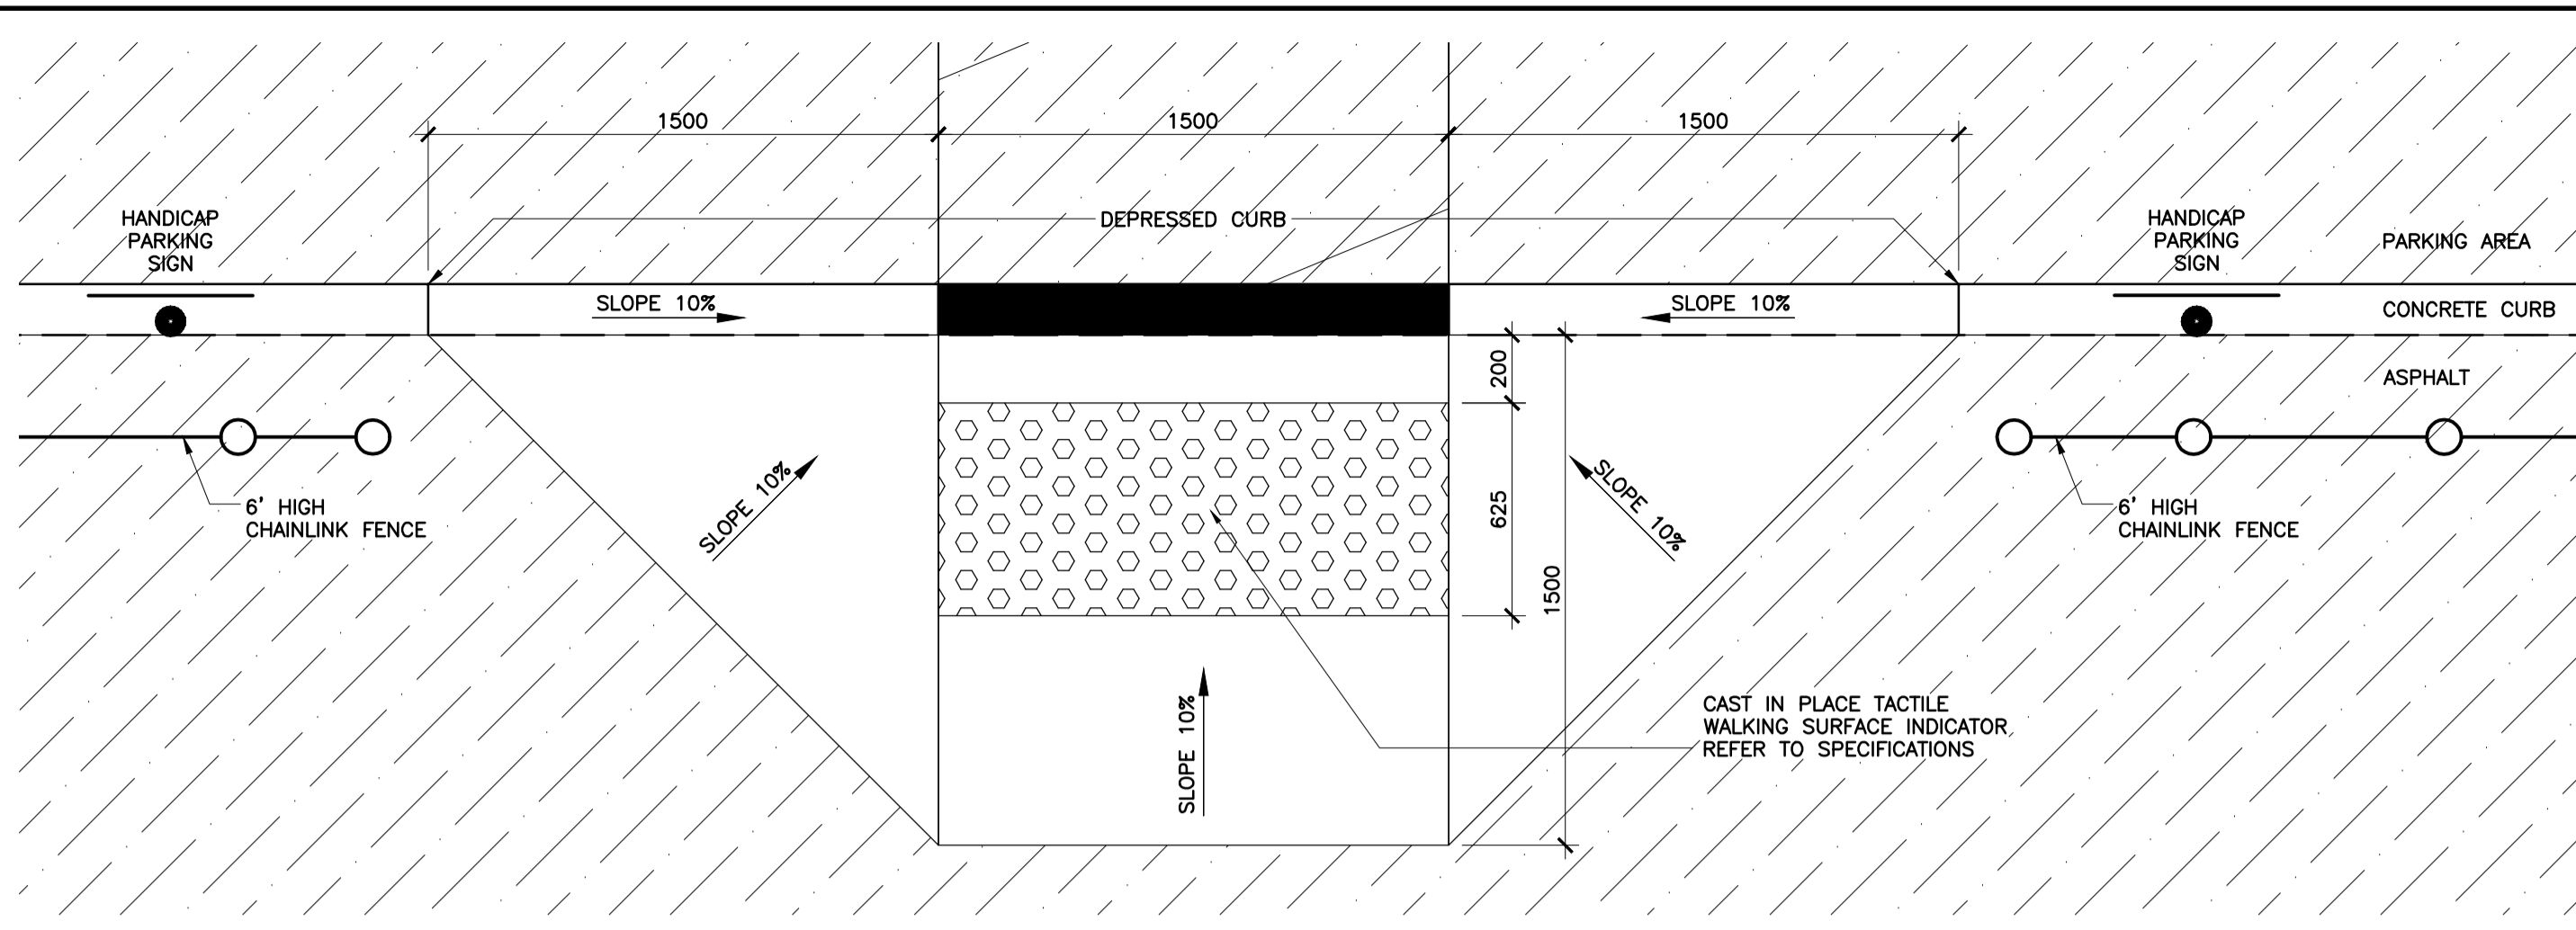 1500
1500
1500
DEPRESSED CURB
HANDICAP
PARKING
SIGN
HANDICAP
PARKING
SIGN
PARKING AREA
SLOPE 10%
SLOPE 10%
CONCRETE CURB
200
ASPHALT
6' HIGH
CHAINLINK FENCE
SLOPE 10%
625
SLOPE 10%
6' HIGH
CHAINLINK FENCE
1500
SLOPE 10%
CAST IN PLACE TACTILE
WALKING SURFACE INDICATOR
REFER TO SPECIFICATIONS